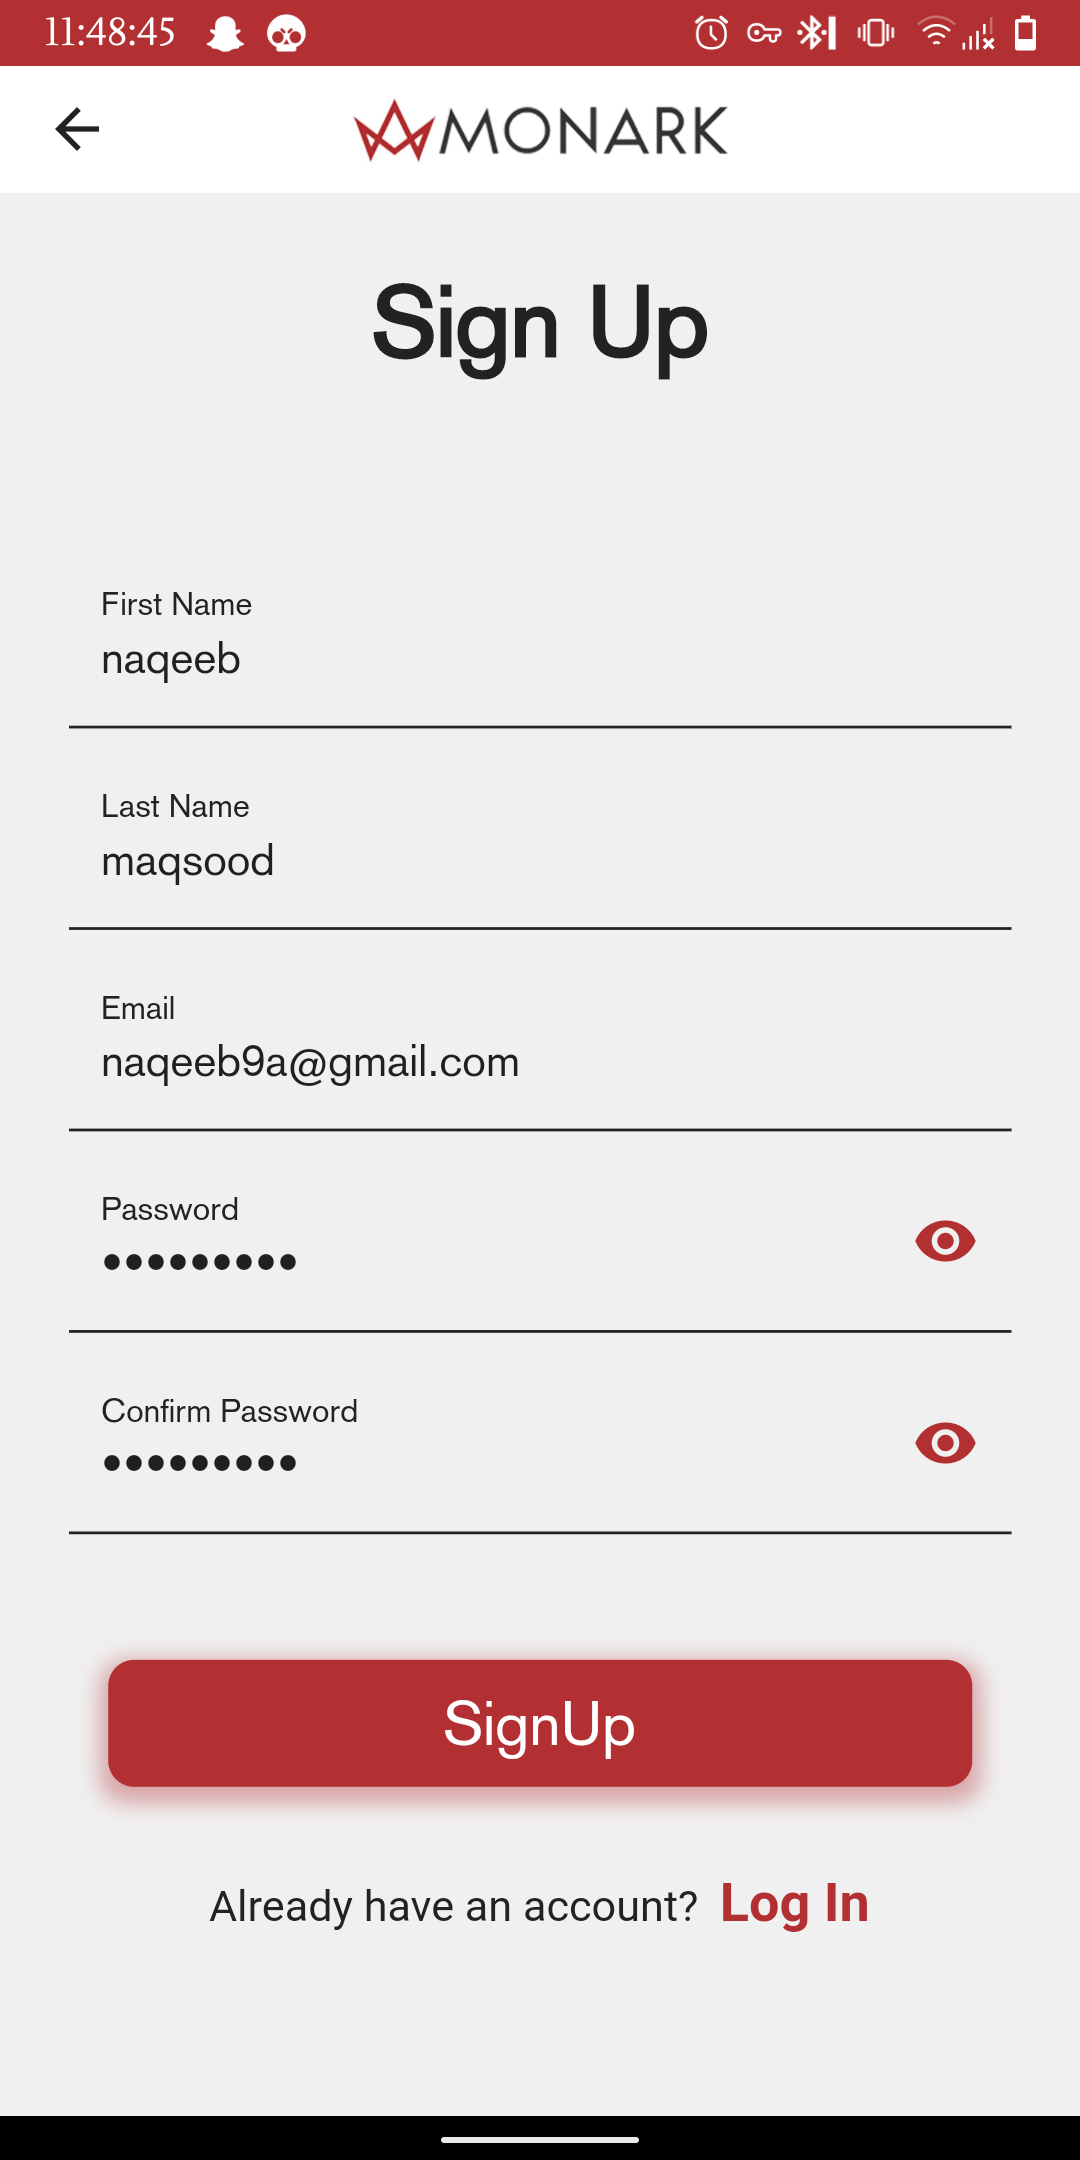 11:48:45
MONARK
Sign Up
First Name
naqeeb
Last Name
maqsood
Email
naqeeb9a@gmail.com
Password
•••••••••
Confirm Password
•••••••••
SignUp
Already have an account? Log In